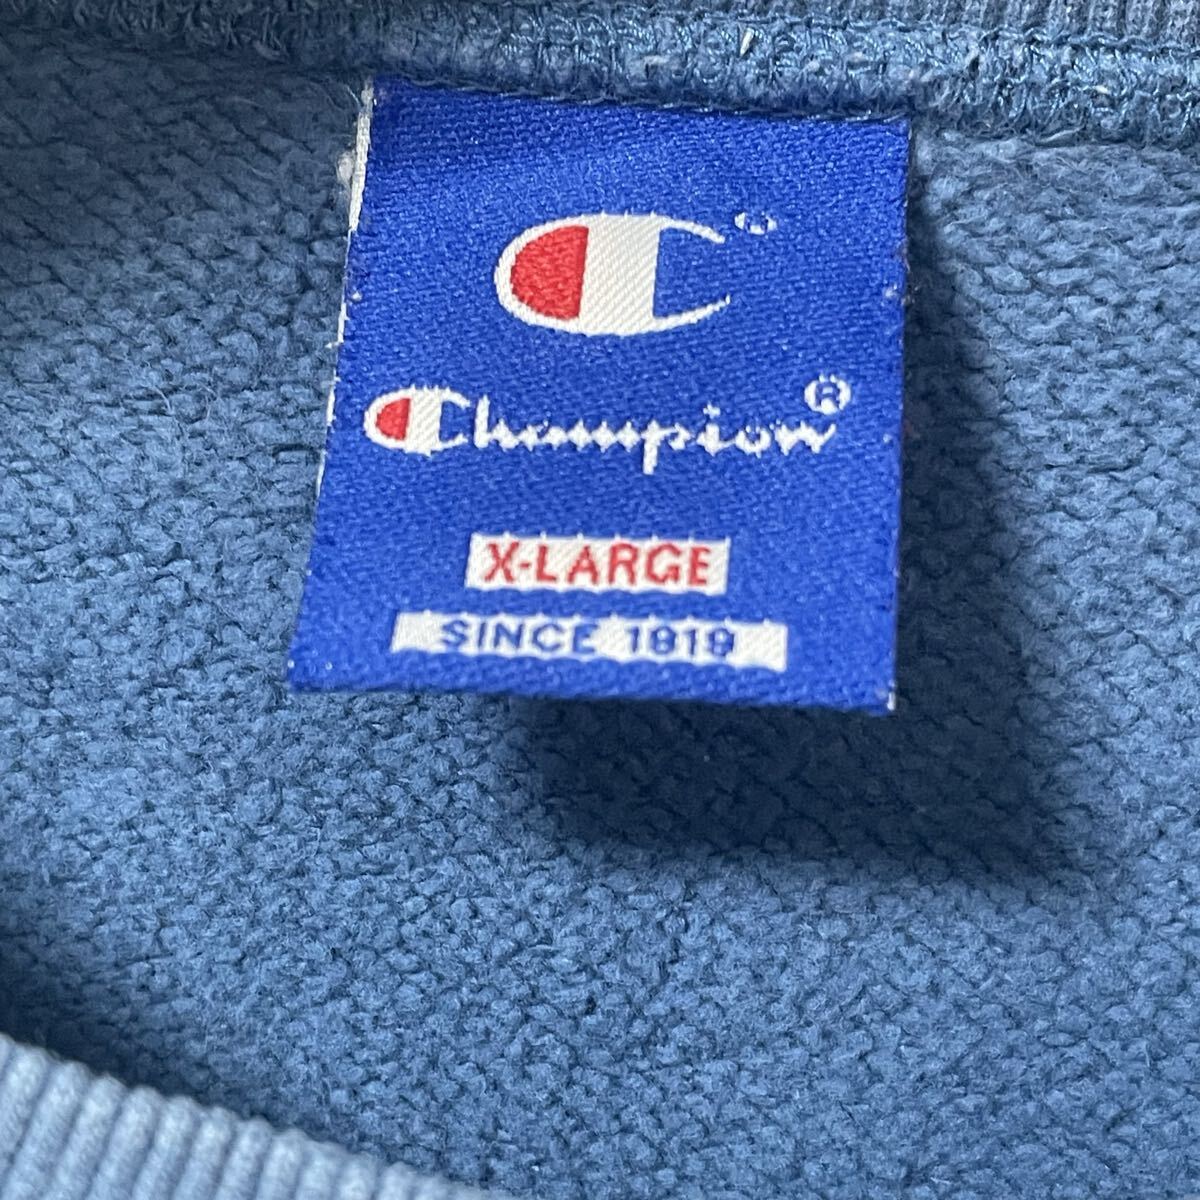 C®
Champion®
X-LARGE
SINCE 1919